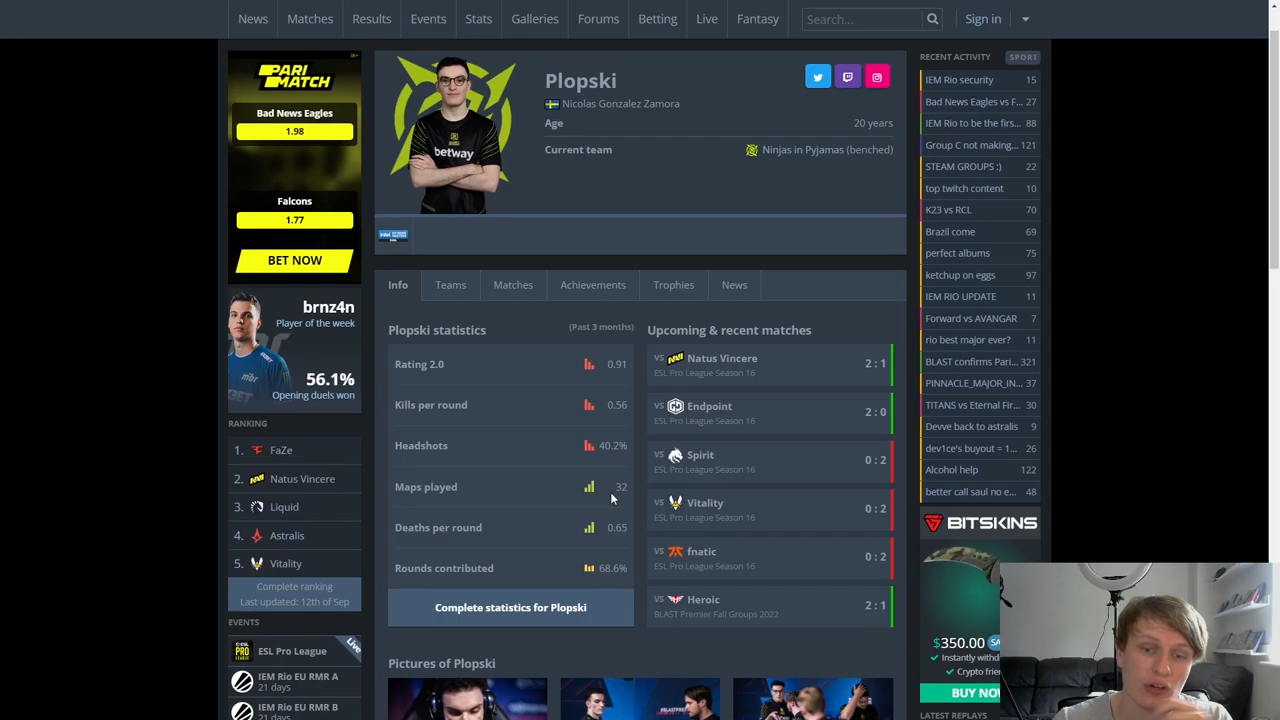 News Matches Results Events Stats Galleries Forums Betting Live Fantasy Search... Sign in
PARI MATCH
Bad News Eagles
1.98
Falcons
1.77
BET NOW
brnz4n
Player of the week
56.1%
Opening duels won
RANKING
1. FaZe
2. Natus Vincere
3. Liquid
4. Astralis
5. Vitality
Complete ranking
Last updated: 12th of Sep
EVENTS
ESL Pro League
Live
IEM Rio EU RMR A
21 days
IEM Rio EU RMR B
21 days
betway
Plopski
Nicolas Gonzalez Zamora
Age 20 years
Current team Ninjas in Pyjamas (benched)
Info Teams Matches Achievements Trophies News
Plopski statistics (Past 3 months)
Rating 2.0 0.91
Kills per round 0.56
Headshots 40.2%
Maps played 32
Deaths per round 0.65
Rounds contributed 68.6%
Complete statistics for Plopski
Upcoming & recent matches
VS Natus Vincere 2 : 1
ESL Pro League Season 16
VS Endpoint 2 : 0
ESL Pro League Season 16
VS Spirit 0 : 2
ESL Pro League Season 16
VS Vitality 0 : 2
ESL Pro League Season 16
VS fnatic 0 : 2
ESL Pro League Season 16
VS Heroic 2 : 1
BLAST Premier Fall Groups 2022
Pictures of Plopski
RECENT ACTIVITY SPORT
IEM Rio security 15
Bad News Eagles vs F... 27
IEM Rio to be the firs... 88
Group C not making... 121
STEAM GROUPS :) 22
top twitch content 10
K23 vs RCL 70
Brazil come 69
perfect albums 75
ketchup on eggs 97
IEM RIO UPDATE 11
Forward vs AVANGAR 7
rio best major ever? 11
BLAST confirms Pari... 321
PINNACLE_MAJOR_IN... 37
TITANS vs Eternal Fir... 30
Devve back to astralis 9
dev1ce's buyout = 1... 26
Alcohol help 122
better call saul no e... 48
BITSKINS
$350.00 SA
Instantly withd
Crypto frien
BUY NOW
LATEST REPLAYS